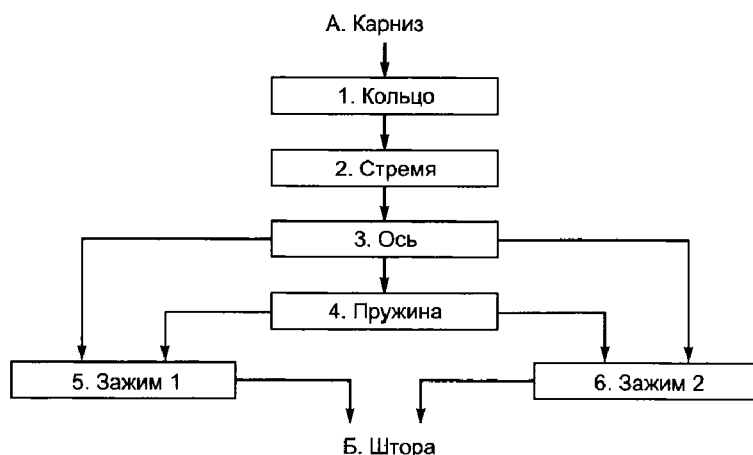 А. Карниз
1. Кольцо
2. Стремя
3. Ось
4. Пружина
5. Зажим 1
6. Зажим 2
Б. Штора